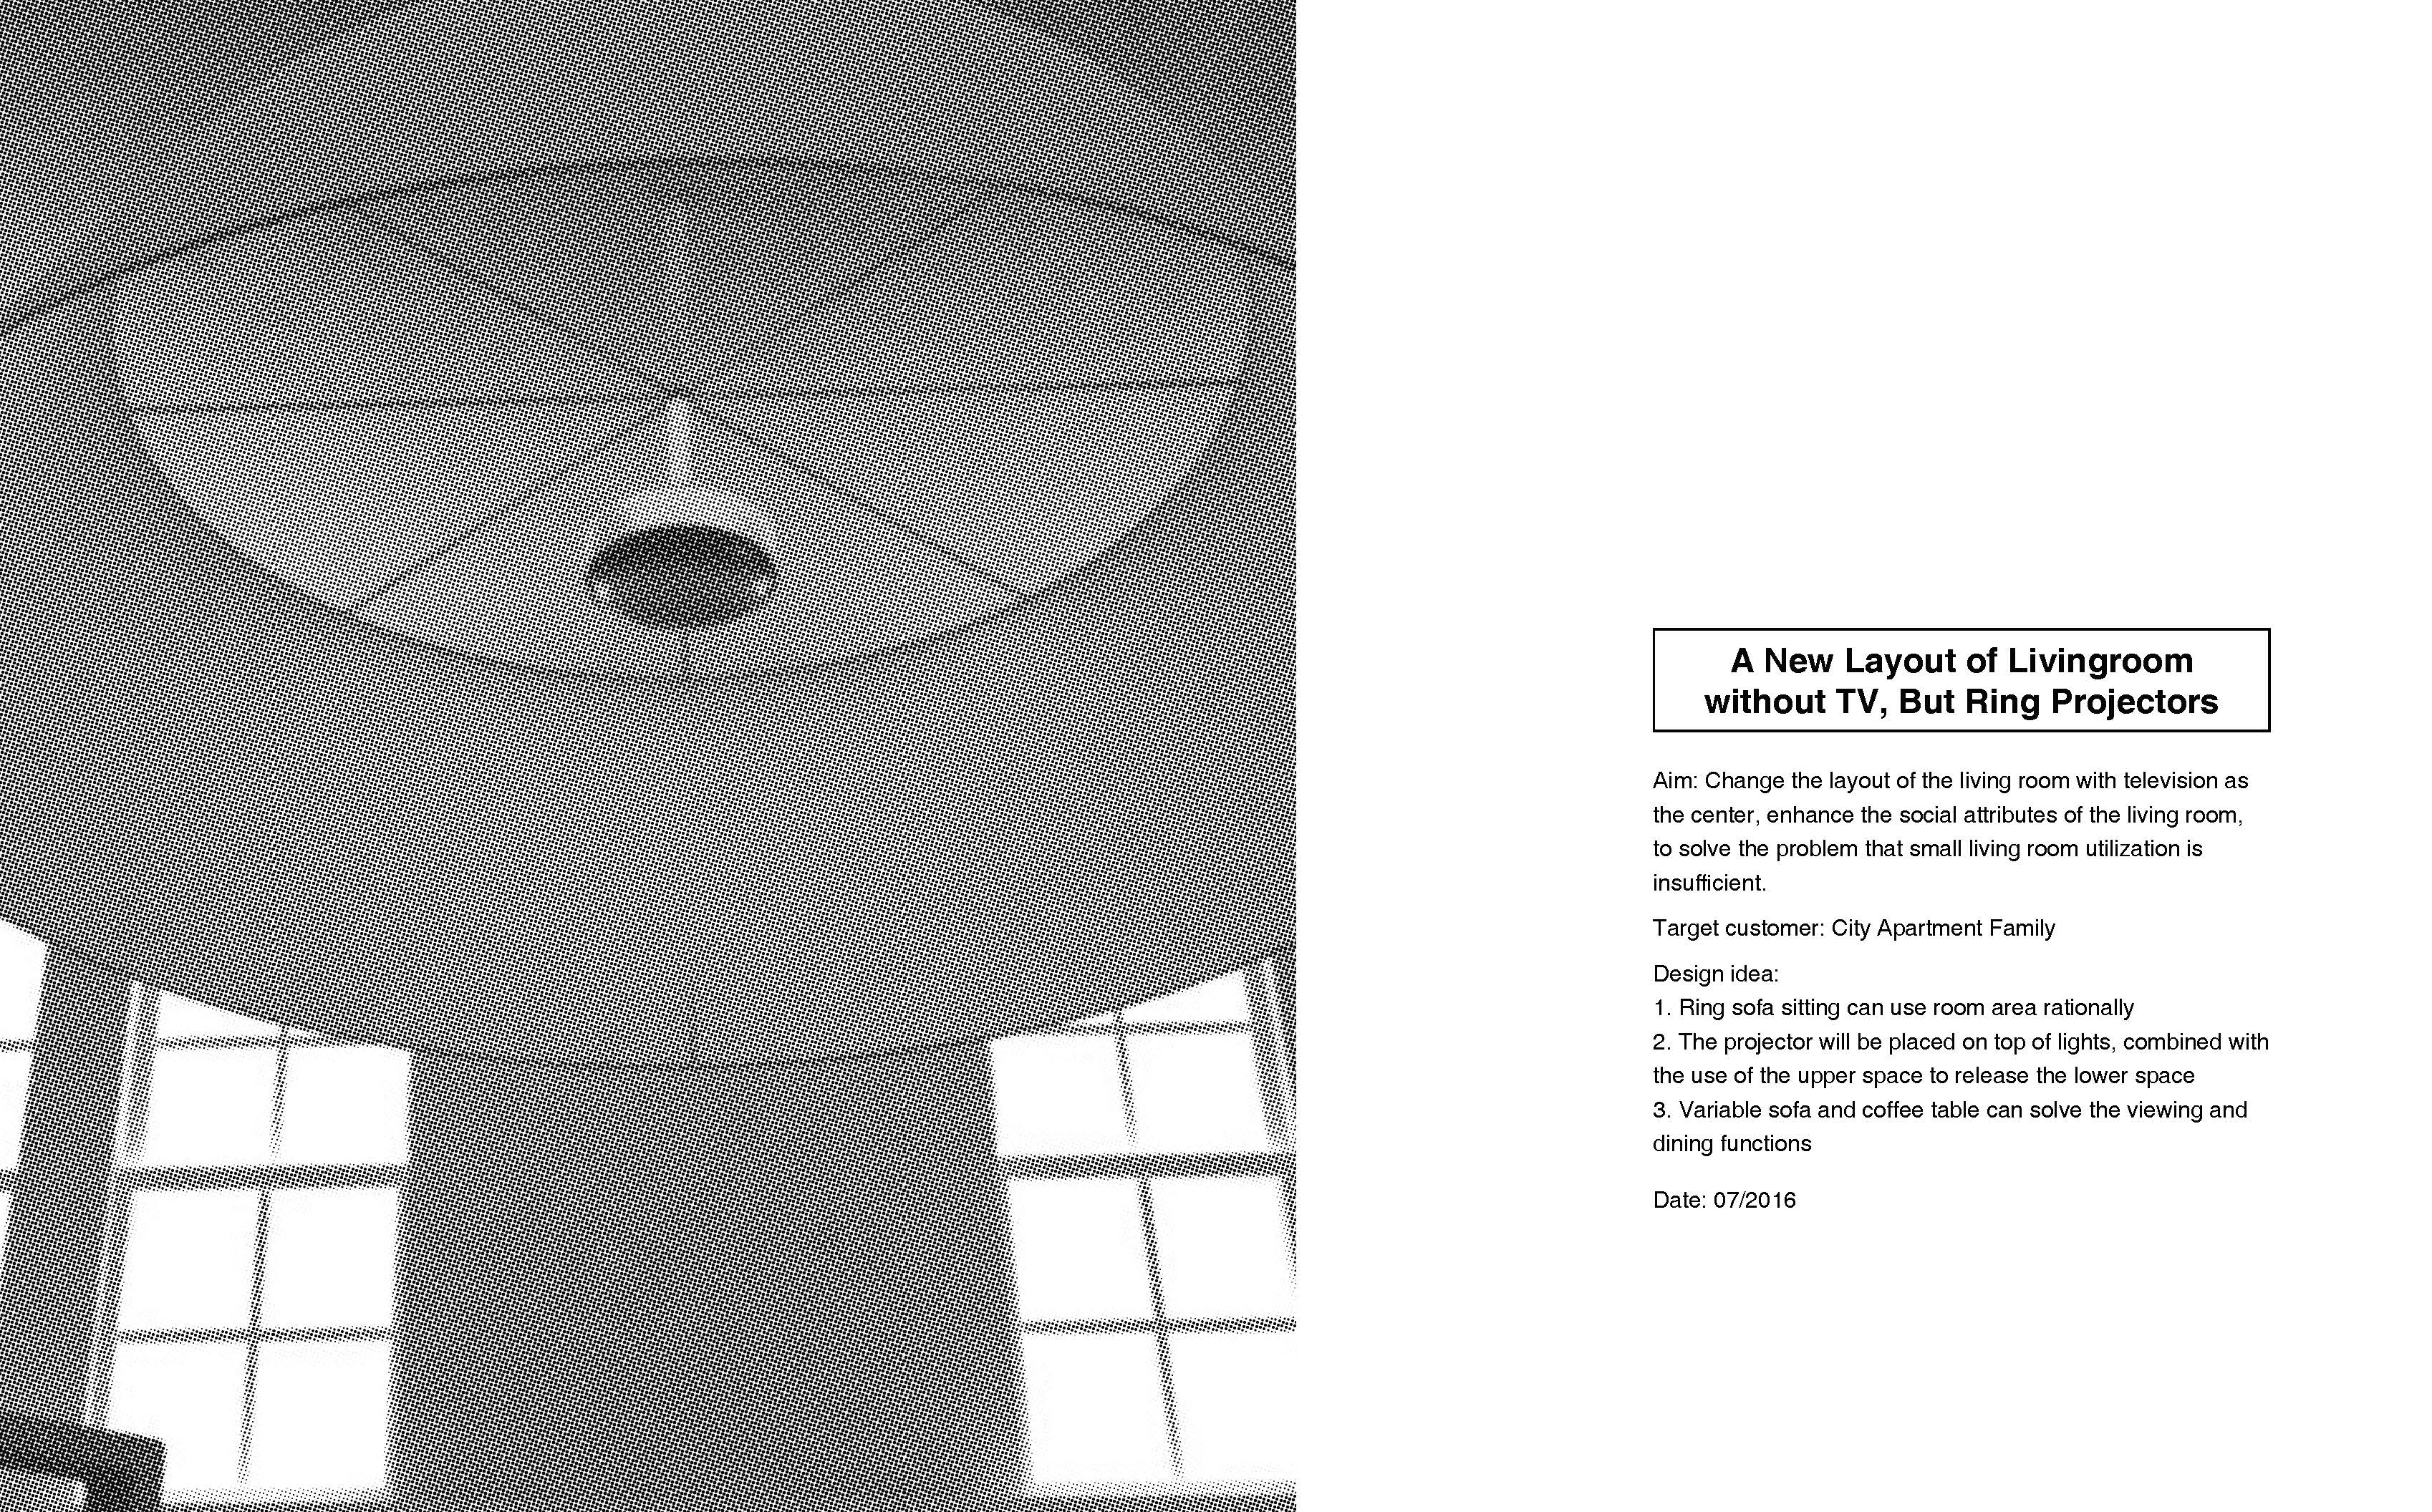 A New Layout of Livingroom
without TV, But Ring Projectors
Aim: Change the layout of the living room with television as
the center, enhance the social attributes of the living room,
to solve the problem that small living room utilization is
insufficient.
Target customer: City Apartment Family
Design idea:
1. Ring sofa sitting can use room area rationally
2. The projector will be placed on top of lights, combined with
the use of the upper space to release the lower space
3. Variable sofa and coffee table can solve the viewing and
dining functions
Date: 07/2016